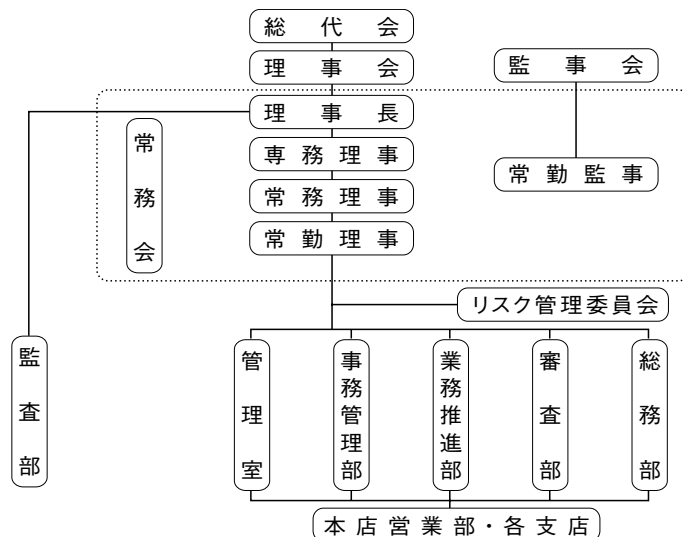 総代会
理事会
監事会
理事長
常務会
専務理事
常務理事
常勤監事
常勤理事
リスク管理委員会
監査部
管理室
事務管理部
業務推進部
審査部
総務部
本店営業部・各支店